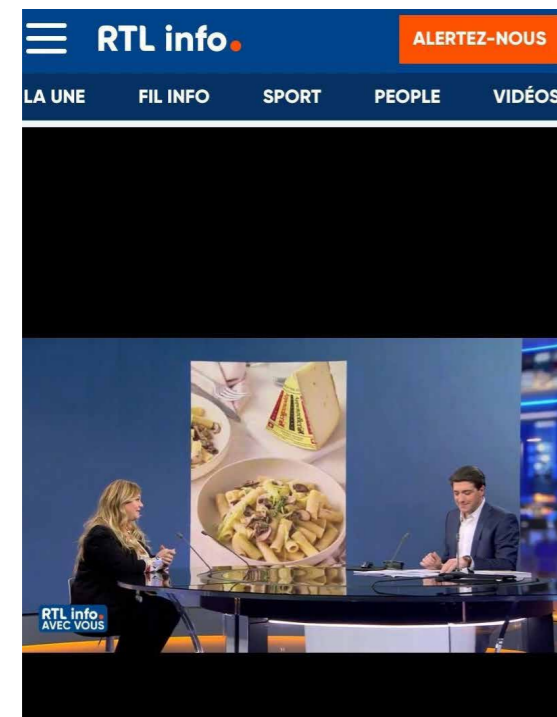 RTL info.
ALERTEZ-NOUS
LA UNE FIL INFO SPORT PEOPLE VIDÉOS
RTL info.
AVEC VOUS